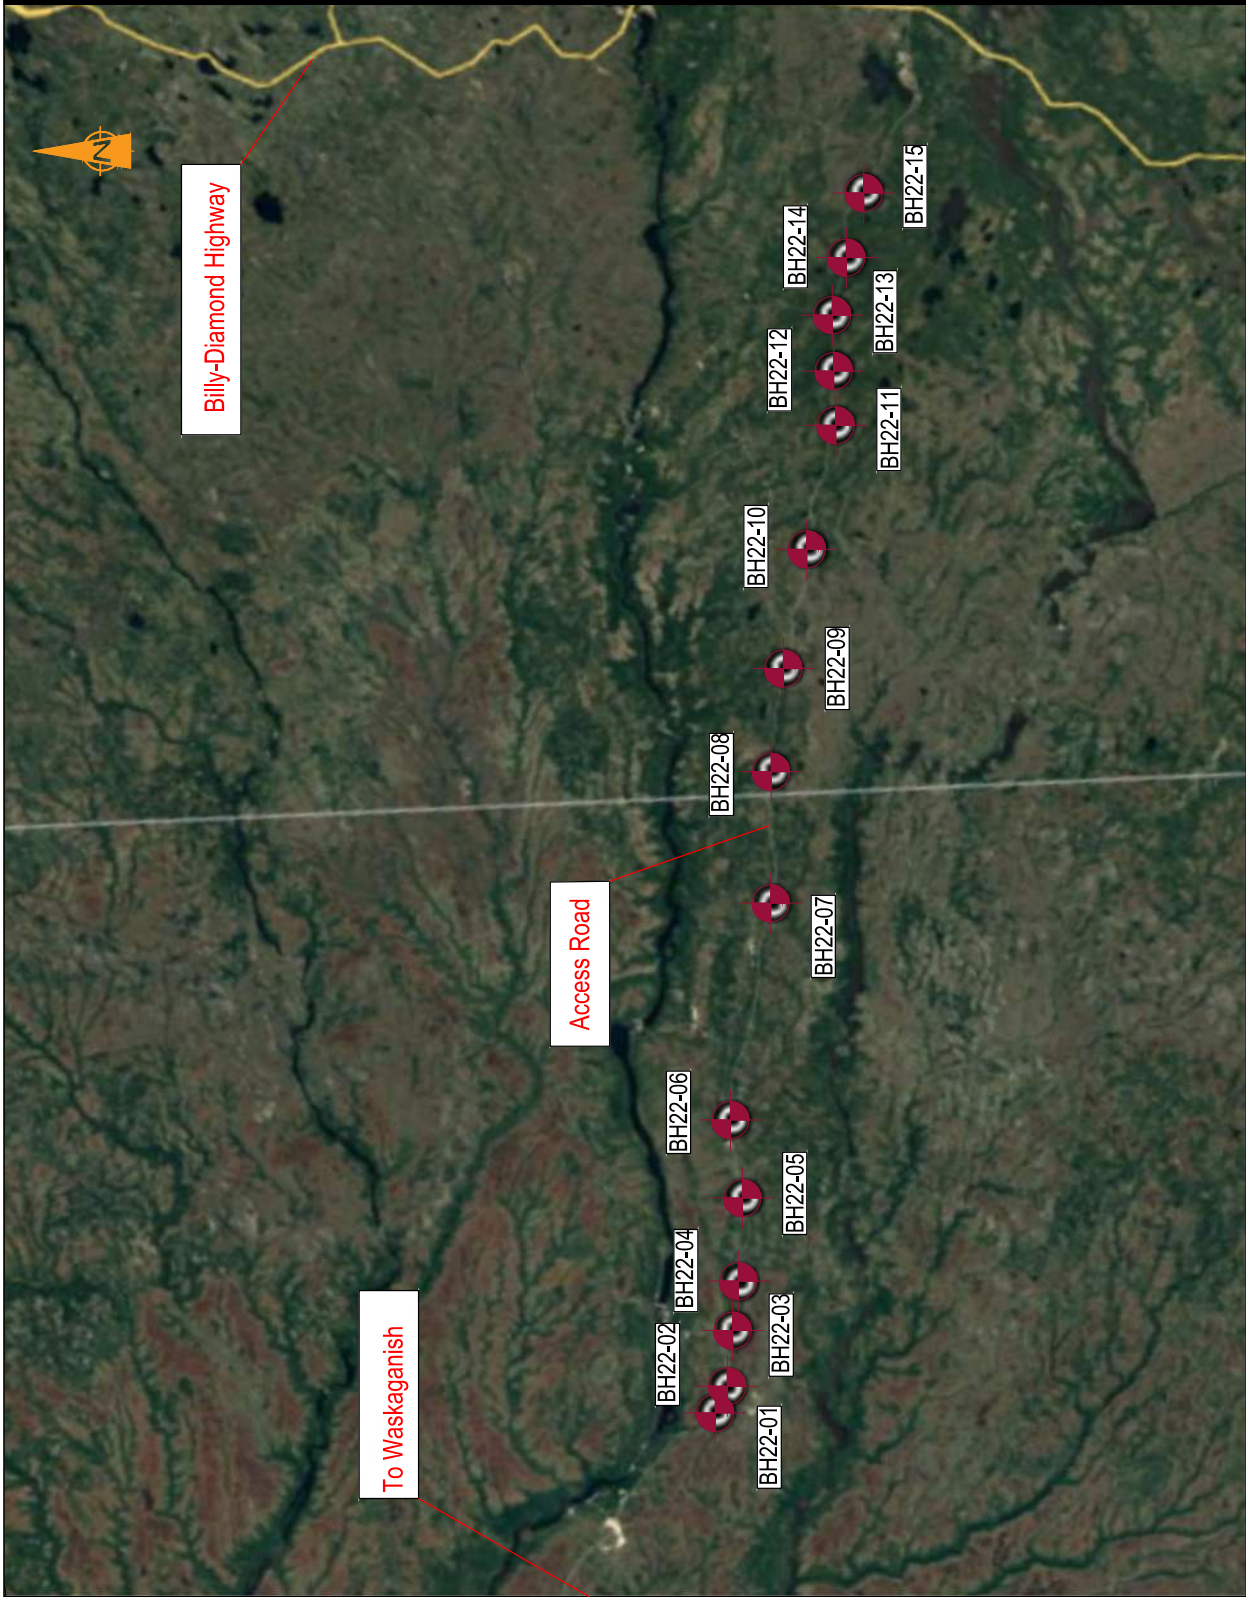 N
Billy-Diamond Highway
Access Road
To Waskaganish
BH22-01
BH22-02
BH22-03
BH22-04
BH22-05
BH22-06
BH22-07
BH22-08
BH22-09
BH22-10
BH22-11
BH22-12
BH22-13
BH22-14
BH22-15